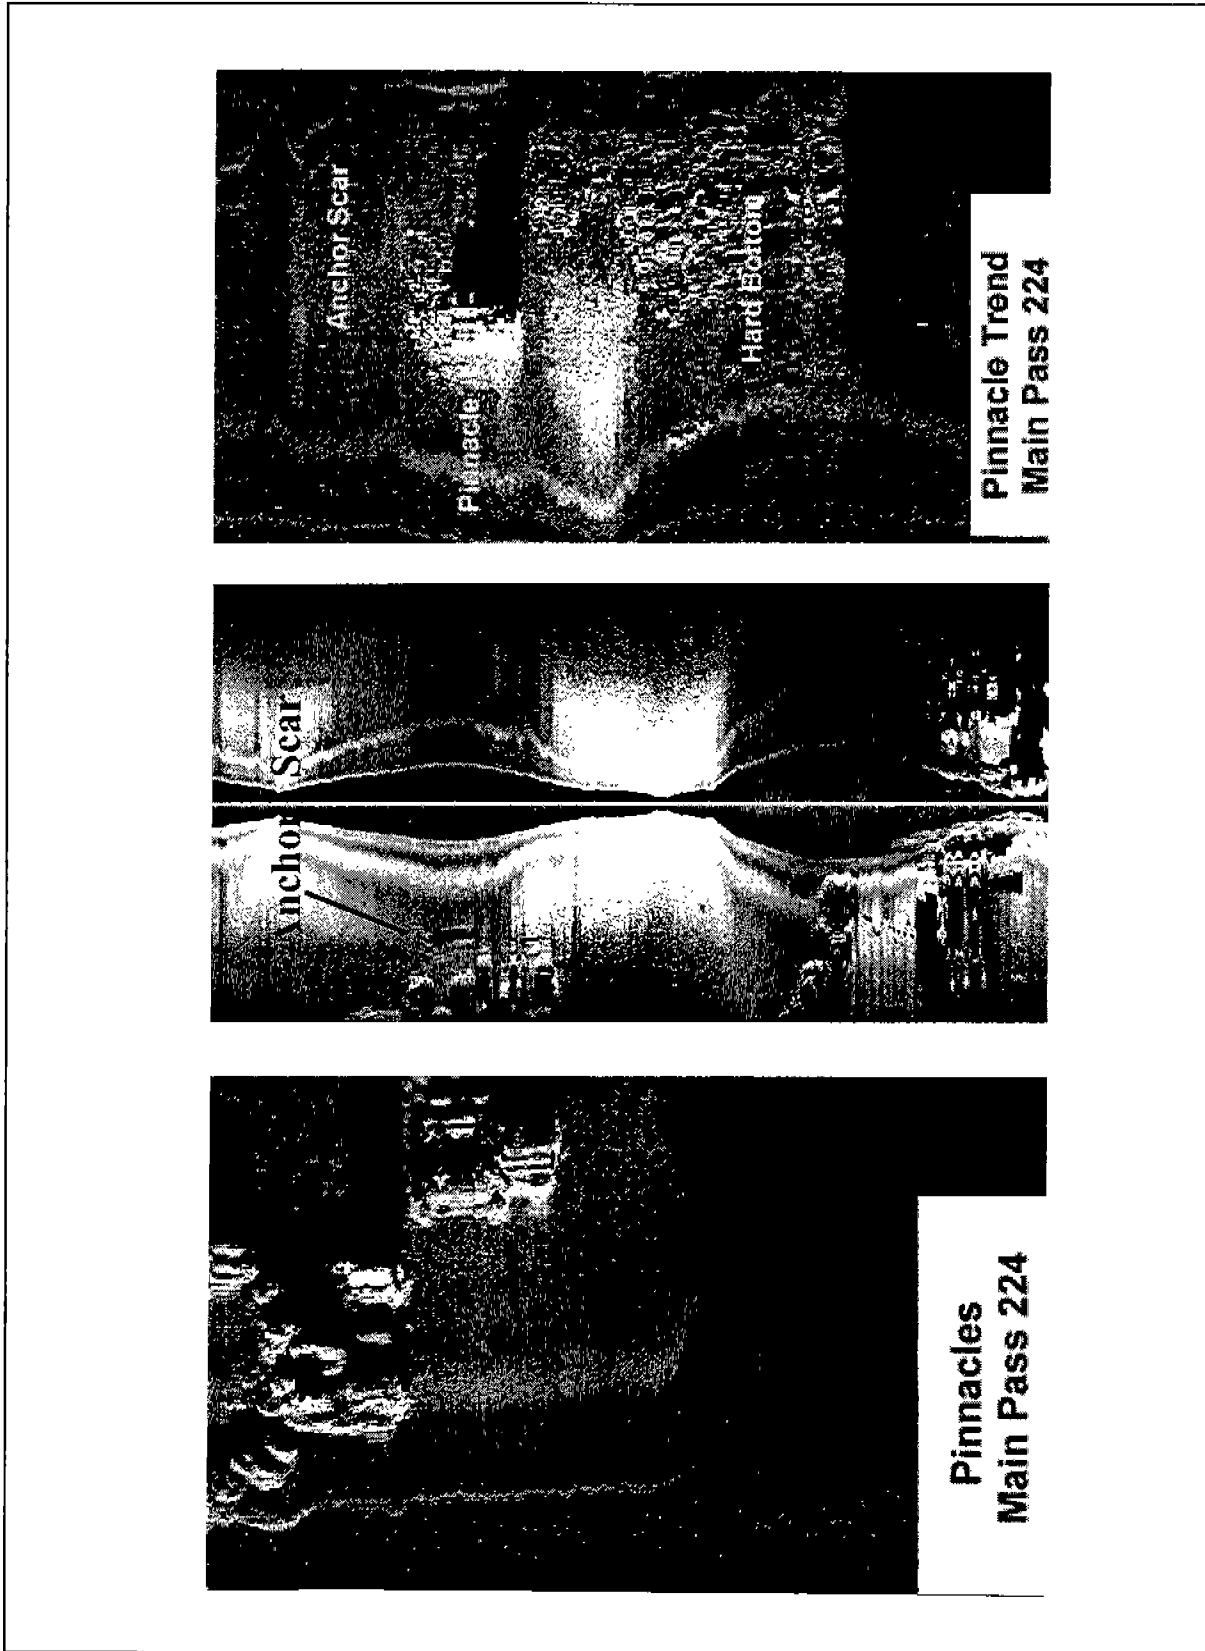 Pinnacles
Main Pass 224
Anchor Scar
Anchor Scar
Pinnacle
Hard Bottom
Pinnacle Trend
Main Pass 224